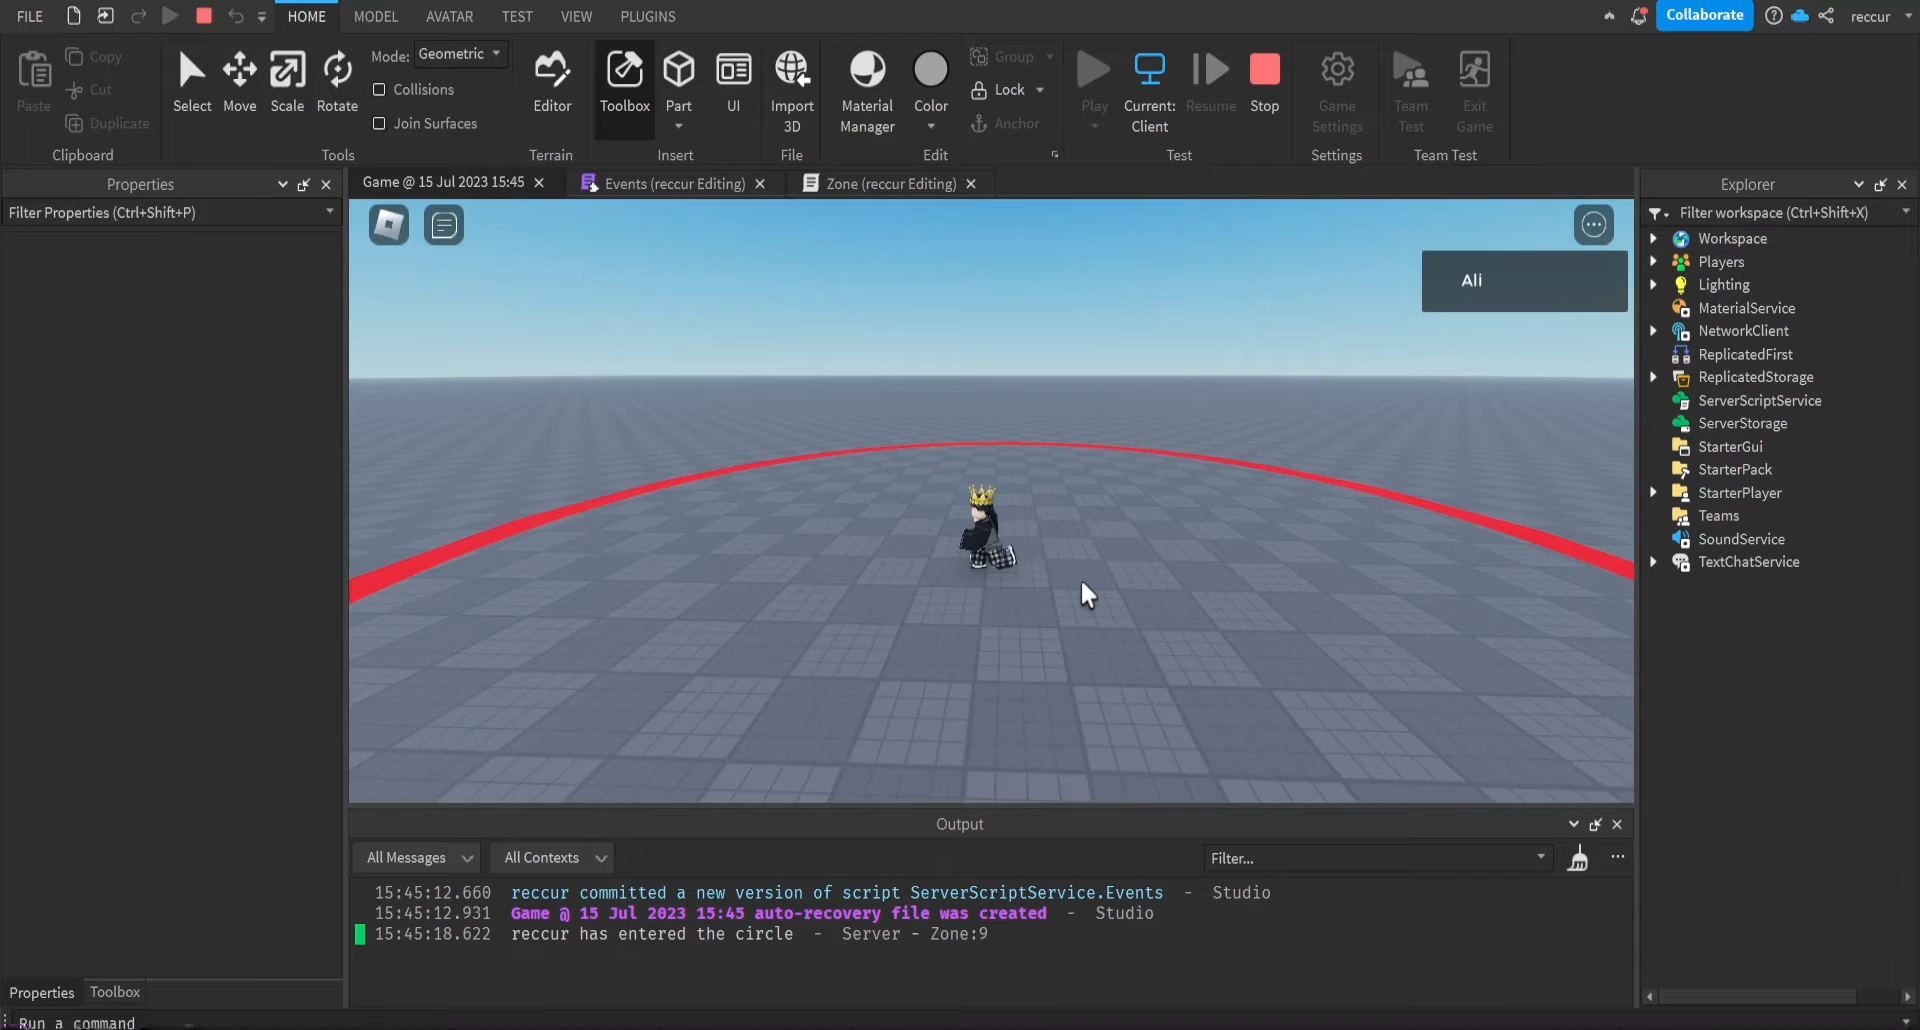 FILE HOME MODEL AVATAR TEST VIEW PLUGINS Collaborate reccur
Paste Copy Cut Duplicate
Clipboard
Select Move Scale Rotate
Mode: Geometric
Collisions
Join Surfaces
Tools
Editor
Terrain
Toolbox Part UI
Insert
Import 3D
File
Material Manager Color
Group
Lock
Anchor
Edit
Play Current: Client Resume Stop
Test
Game Settings
Settings
Team Test Exit Game
Team Test
Properties
Filter Properties (Ctrl+Shift+P)
Game @ 15 Jul 2023 15:45 Events (reccur Editing) Zone (reccur Editing)
Ali
Explorer
Filter workspace (Ctrl+Shift+X)
Workspace
Players
Lighting
MaterialService
NetworkClient
ReplicatedFirst
ReplicatedStorage
ServerScriptService
ServerStorage
StarterGui
StarterPack
StarterPlayer
Teams
SoundService
TextChatService
Output
All Messages All Contexts Filter...
15:45:12.660 reccur committed a new version of script ServerScriptService.Events - Studio
15:45:12.931 Game @ 15 Jul 2023 15:45 auto-recovery file was created - Studio
15:45:18.622 reccur has entered the circle - Server - Zone:9
Properties Toolbox
Run a command